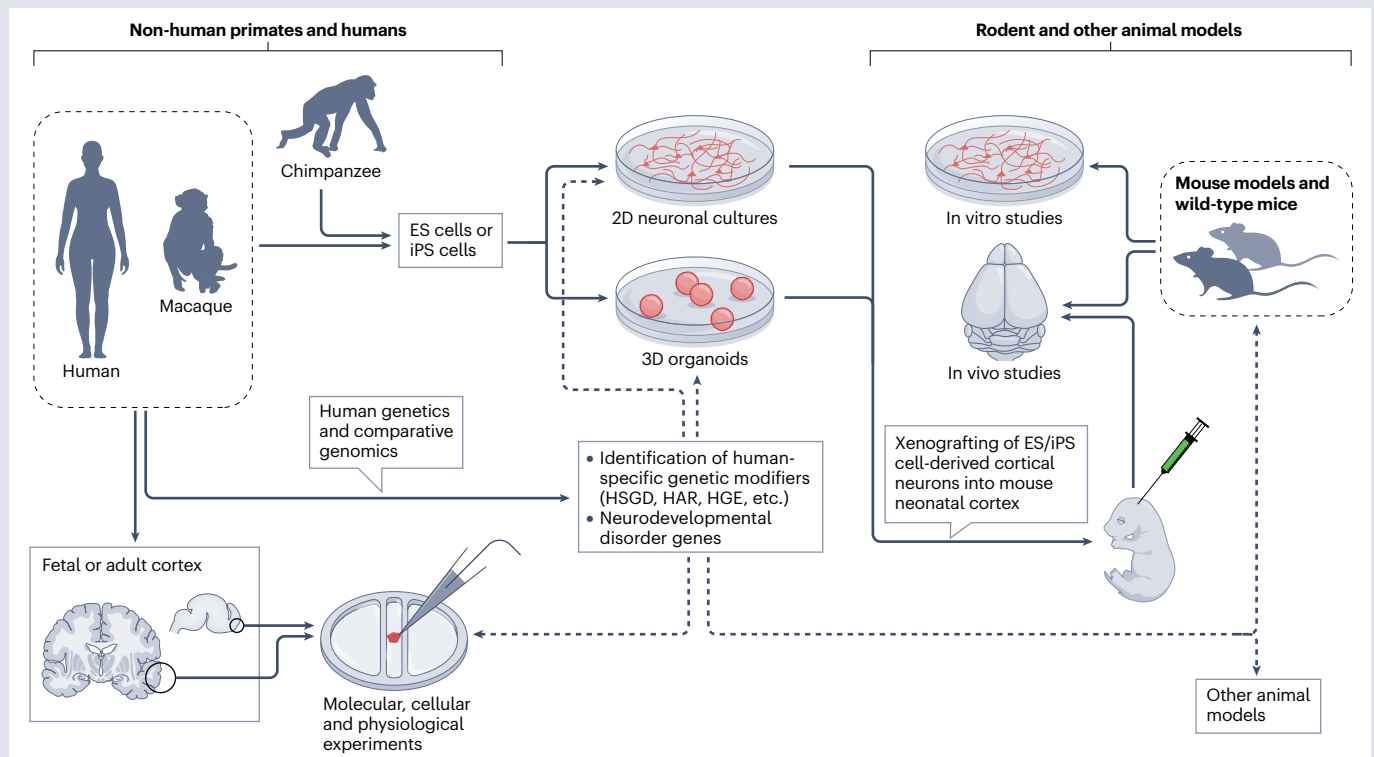 Non-human primates and humans
Rodent and other animal models
Chimpanzee
Human
Macaque
ES cells or
iPS cells
2D neuronal cultures
3D organoids
In vitro studies
In vivo studies
Mouse models and
wild-type mice
Human genetics
and comparative
genomics
• Identification of human-
specific genetic modifiers
(HSGD, HAR, HGE, etc.)
• Neurodevelopmental
disorder genes
Xenografting of ES/iPS
cell-derived cortical
neurons into mouse
neonatal cortex
Fetal or adult cortex
Molecular, cellular
and physiological
experiments
Other animal
models